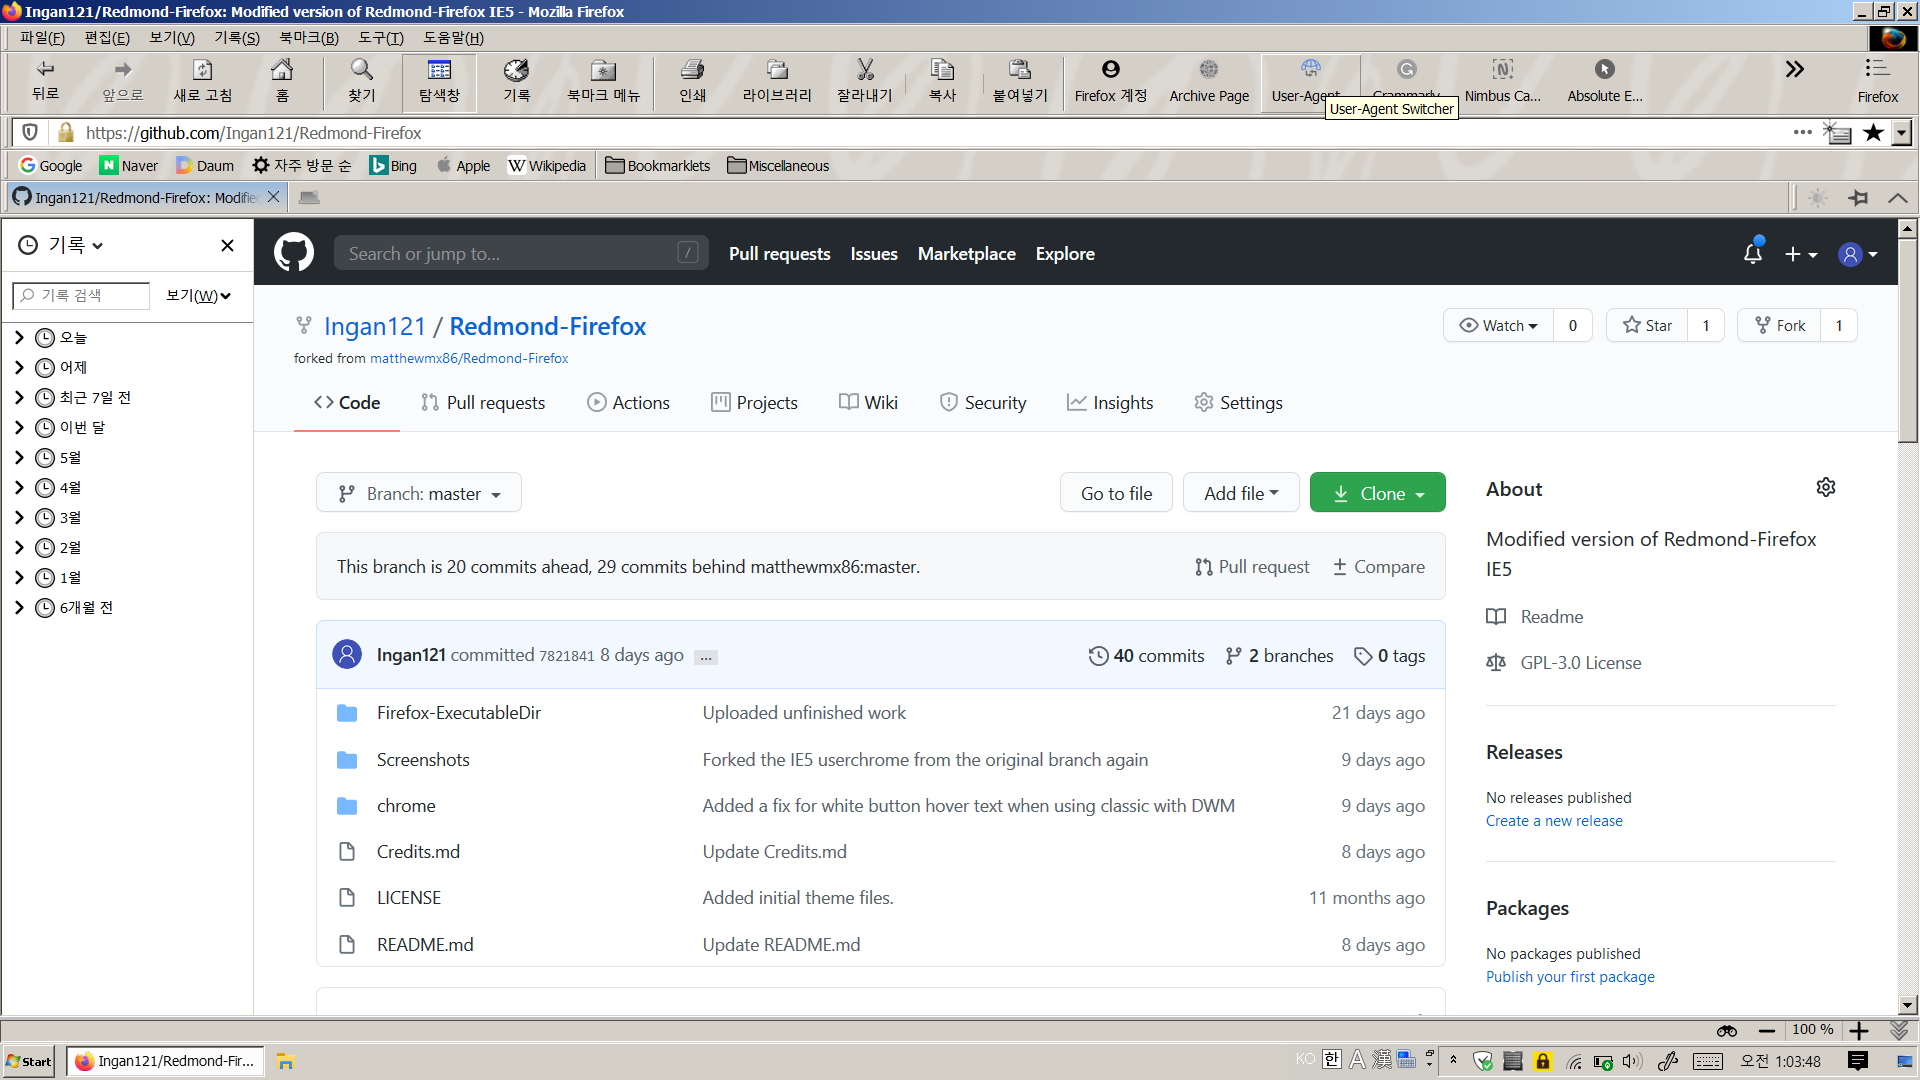 Ingan121/Redmond-Firefox: Modified version of Redmond-Firefox IE5 - Mozilla Firefox
파일(F) 편집(E) 보기(V) 기록(S) 북마크(B) 도구(T) 도움말(H)
뒤로 앞으로 새로 고침 홈 찾기 탐색창 기록 북마크 메뉴 인쇄 라이브러리 잘라내기 복사 붙여넣기 Firefox 계정 Archive Page User-Agent Grammarly Nimbus Ca... Absolute E... Firefox
User-Agent Switcher
https://github.com/Ingan121/Redmond-Firefox
Google Naver Daum 자주 방문 순 Bing Apple Wikipedia Bookmarklets Miscellaneous
Ingan121/Redmond-Firefox: Modifie
기록
기록 검색 보기(W)
오늘
어제
최근 7일 전
이번 달
5월
4월
3월
2월
1월
6개월 전
Search or jump to... / Pull requests Issues Marketplace Explore
Ingan121 / Redmond-Firefox Watch 0 Star 1 Fork 1
forked from matthewmx86/Redmond-Firefox
Code Pull requests Actions Projects Wiki Security Insights Settings
Branch: master Go to file Add file Clone
This branch is 20 commits ahead, 29 commits behind matthewmx86:master. Pull request Compare
Ingan121 committed 7821841 8 days ago ... 40 commits 2 branches 0 tags
Firefox-ExecutableDir Uploaded unfinished work 21 days ago
Screenshots Forked the IE5 userchrome from the original branch again 9 days ago
chrome Added a fix for white button hover text when using classic with DWM 9 days ago
Credits.md Update Credits.md 8 days ago
LICENSE Added initial theme files. 11 months ago
README.md Update README.md 8 days ago
About
Modified version of Redmond-Firefox
IE5
Readme
GPL-3.0 License
Releases
No releases published
Create a new release
Packages
No packages published
Publish your first package
100 %
Start Ingan121/Redmond-Fir... KO 한 A 漢 오전 1:03:48